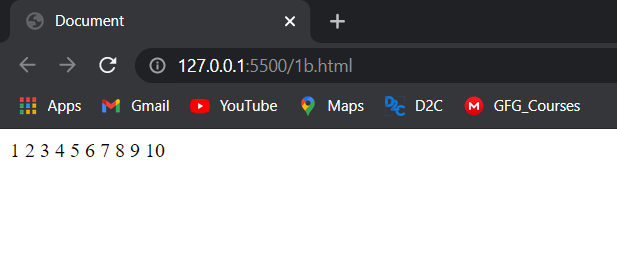 Document
127.0.0.1:5500/1b.html
Apps Gmail YouTube Maps D2C GFG_Courses
1 2 3 4 5 6 7 8 9 10